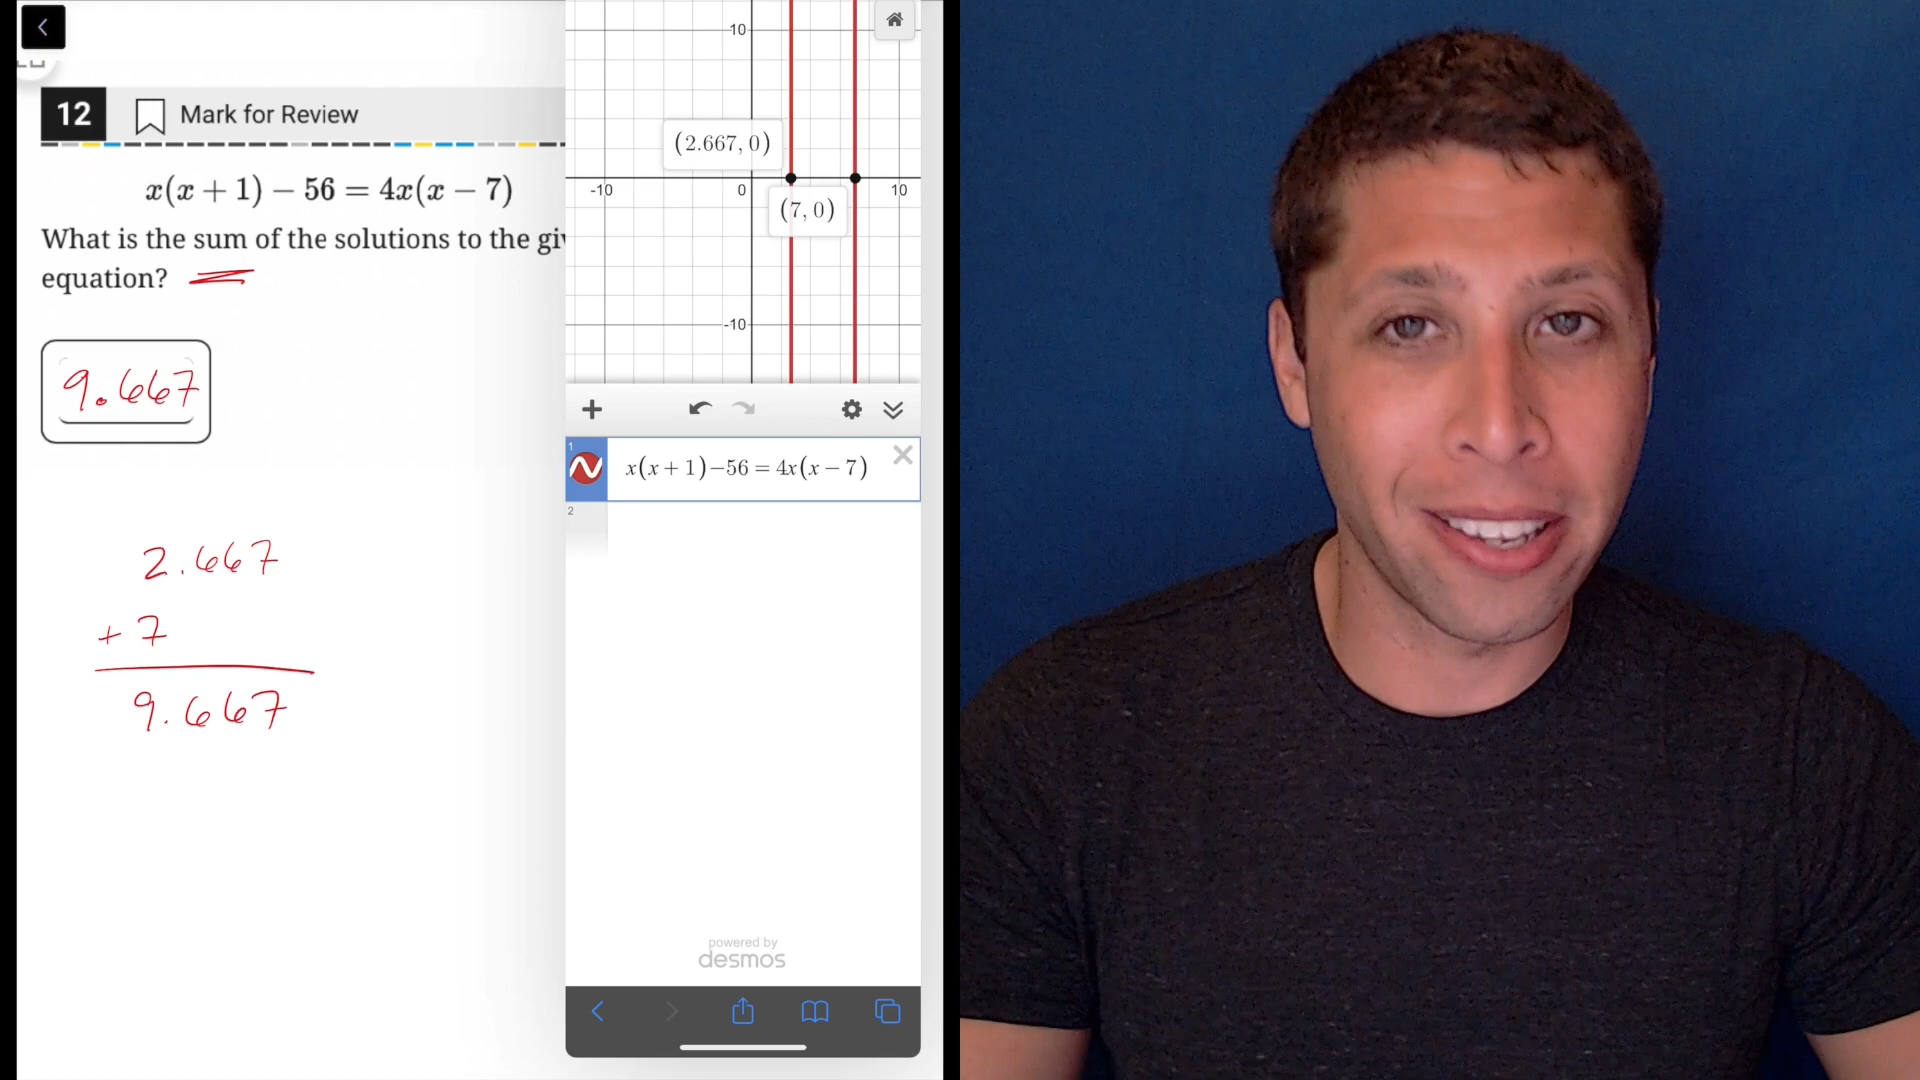 12
Mark for Review
x(x + 1) − 56 = 4x(x − 7)
What is the sum of the solutions to the
equation?
9.667
2.667
+ 7
9.667
10
(2.667, 0)
-10
0
10
(7, 0)
-10
1
x(x + 1) − 56 = 4x(x − 7)
2
powered by
desmos